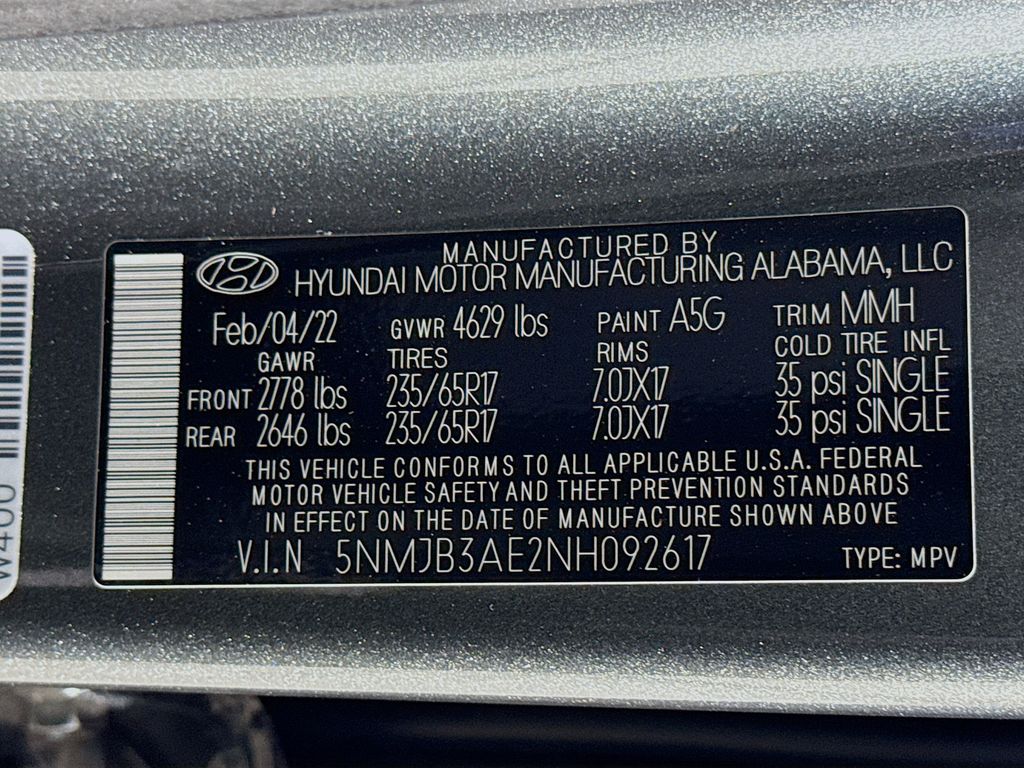 MANUFACTURED BY
HYUNDAI MOTOR MANUFACTURING ALABAMA, LLC
Feb/04/22 GVWR 4629 lbs PAINT A5G TRIM MMH
GAWR TIRES RIMS COLD TIRE INFL
FRONT 2778 lbs 235/65R17 7.0JX17 35 psi SINGLE
REAR 2646 lbs 235/65R17 7.0JX17 35 psi SINGLE
THIS VEHICLE CONFORMS TO ALL APPLICABLE U.S.A. FEDERAL
MOTOR VEHICLE SAFETY AND THEFT PREVENTION STANDARDS
IN EFFECT ON THE DATE OF MANUFACTURE SHOWN ABOVE
V.I.N 5NMJB3AE2NH092617 TYPE: MPV